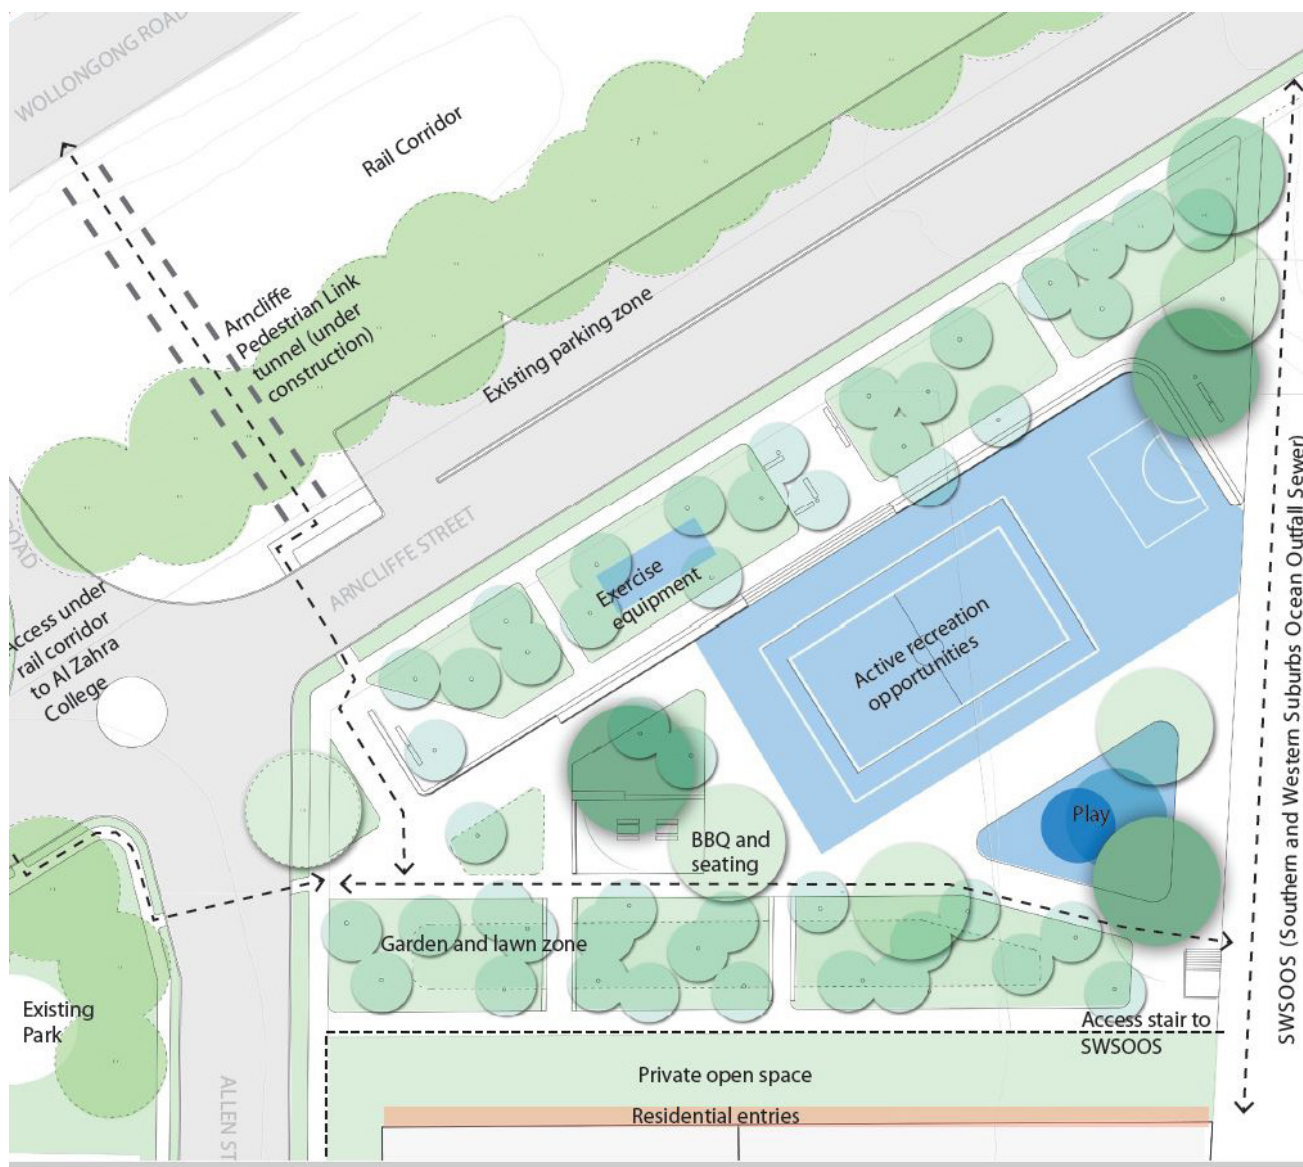 WOLLONGONG ROAD
Rail Corridor
Arncliffe
Pedestrian Link
tunnel (under
construction)
Existing parking zone
ROAD
ARNCLIFFE STREET
Access under
rail corridor
to Al Zahra
College
Exercise
equipment
Active recreation
opportunities
SWSOOS (Southern and Western Suburbs Ocean Outfall Sewer)
Play
BBQ and
seating
Garden and lawn zone
Existing
Park
Access stair to
SWSOOS
Private open space
Residential entries
ALLEN ST